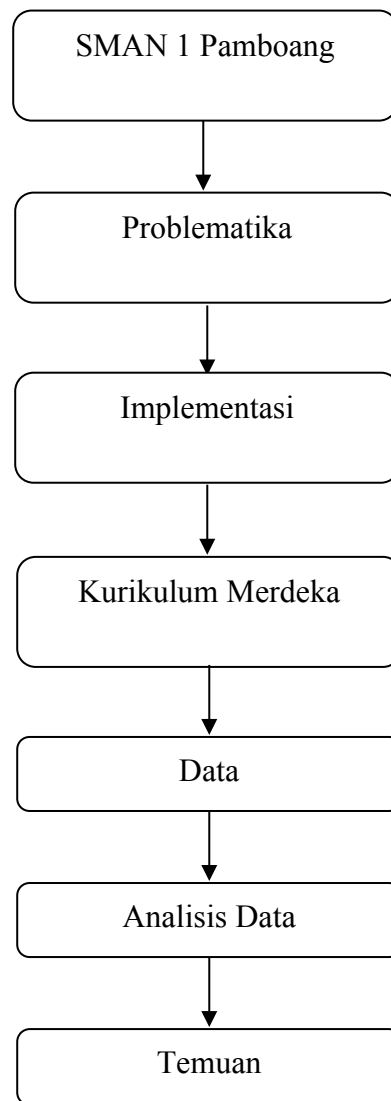 SMAN 1 Pamboang
Problematika
Implementasi
Kurikulum Merdeka
Data
Analisis Data
Temuan